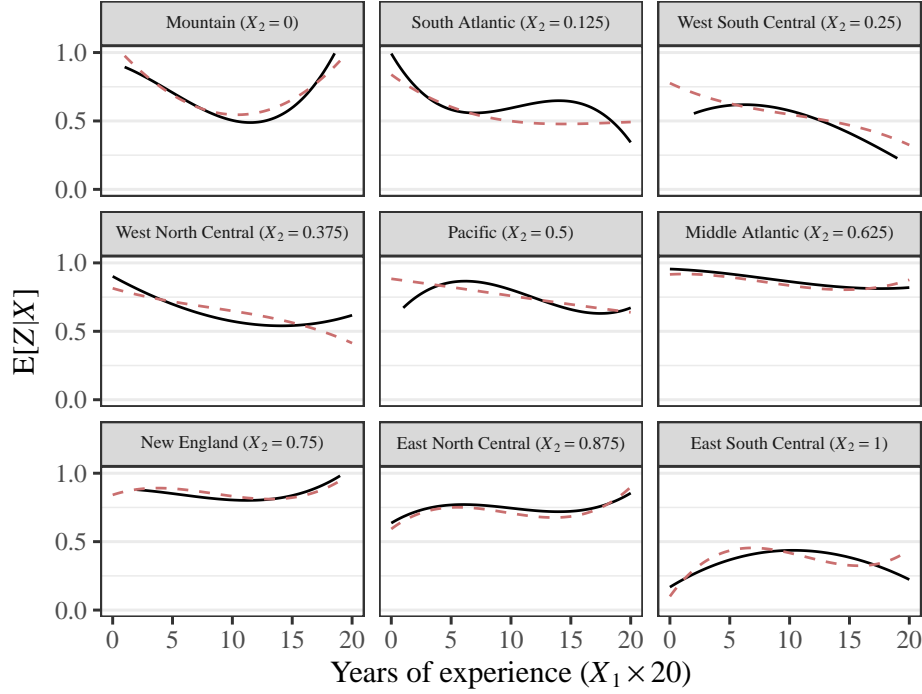 Mountain (X₂ = 0)
South Atlantic (X₂ = 0.125)
West South Central (X₂ = 0.25)
1.0
0.5
0.0
West North Central (X₂ = 0.375)
Pacific (X₂ = 0.5)
Middle Atlantic (X₂ = 0.625)
1.0
0.5
0.0
E[Z|X]
New England (X₂ = 0.75)
East North Central (X₂ = 0.875)
East South Central (X₂ = 1)
1.0
0.5
0.0
0 5 10 15 20 0 5 10 15 20 0 5 10 15 20
Years of experience (X₁ × 20)